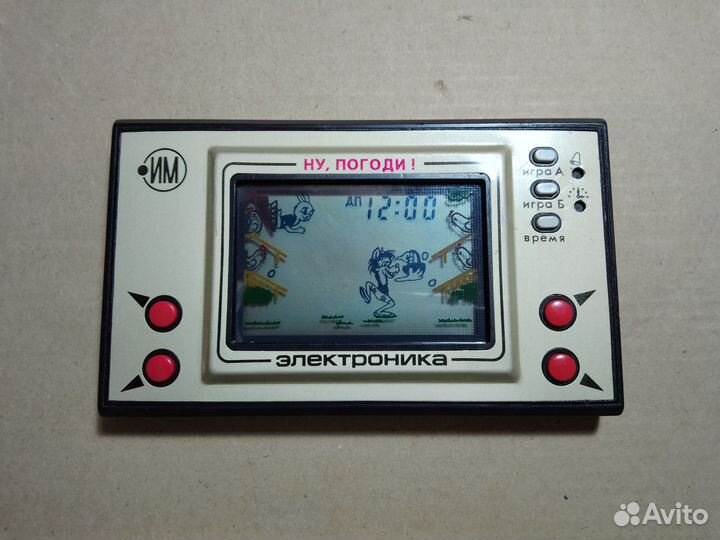 ИМ
НУ, ПОГОДИ !
ДП 12:00
игра А
игра Б
время
электроника
Avito